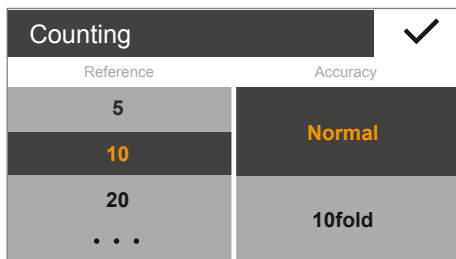 Counting
Reference Accuracy
5
10
20
• • •
Normal
10fold